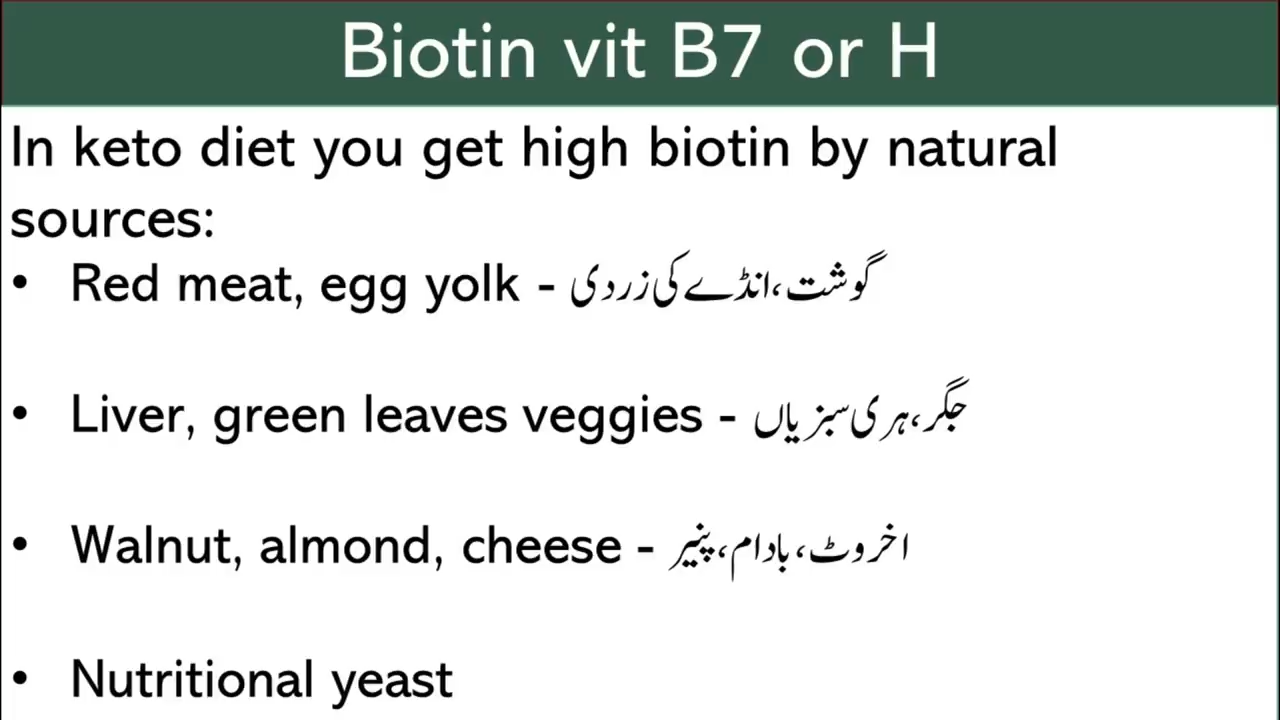 Biotin vit B7 or H
In keto diet you get high biotin by natural
sources:
• Red meat, egg yolk - گوشت، انڈے کی زردی
• Liver, green leaves veggies - جگر، ہری سبزیاں
• Walnut, almond, cheese - اخروٹ، بادام، پنیر
• Nutritional yeast